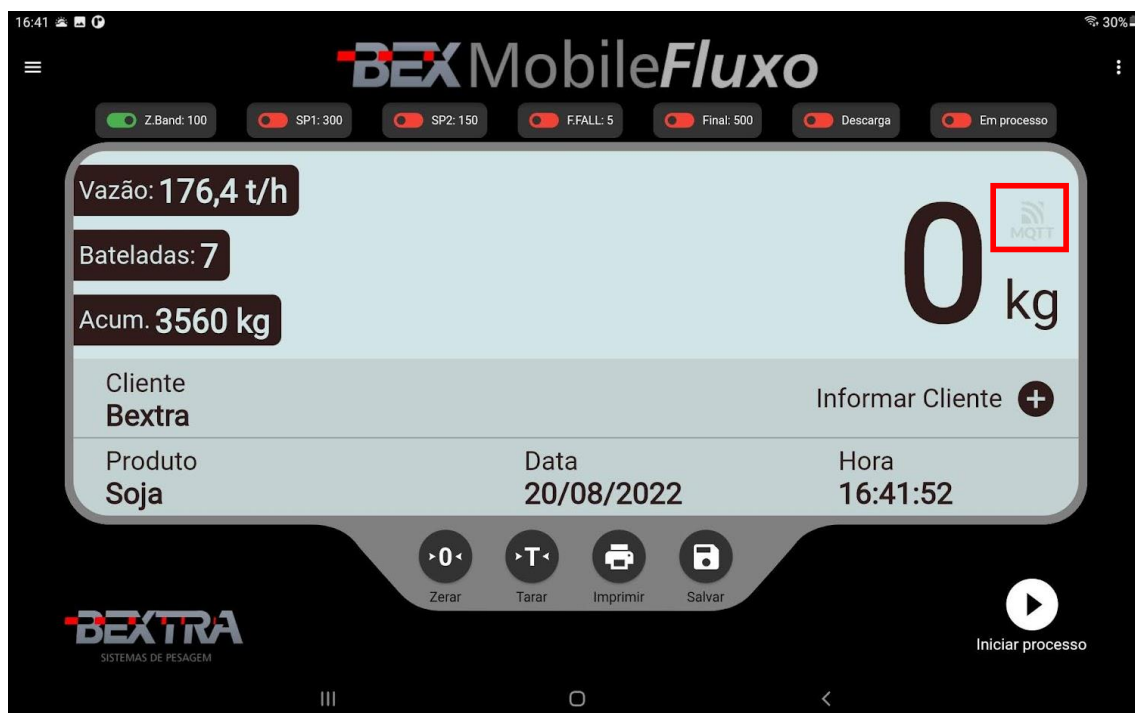 16:41
30%
BEX MobileFluxo
Z.Band: 100 SP1: 300 SP2: 150 F.FALL: 5 Final: 500 Descarga Em processo
Vazão: 176,4 t/h
Bateladas: 7
Acum. 3560 kg
0 kg
MQTT
Cliente
Bextra
Informar Cliente
Produto
Soja
Data
20/08/2022
Hora
16:41:52
>0< >T<
Zerar Tarar Imprimir Salvar
BEXTRA
SISTEMAS DE PESAGEM
Iniciar processo